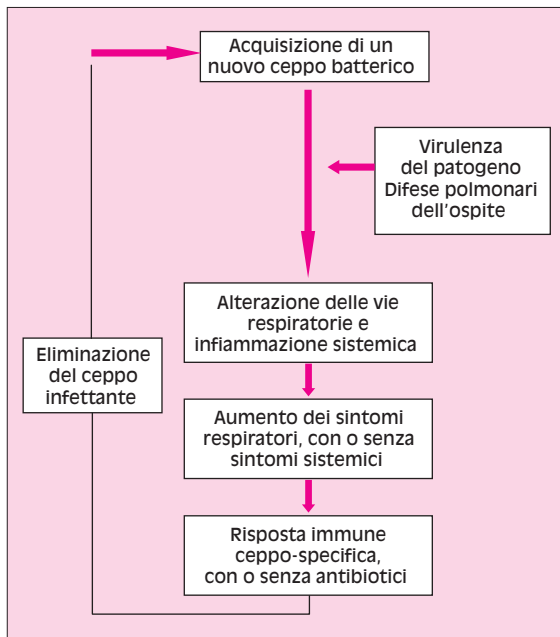 Acquisizione di un
nuovo ceppo batterico
Virulenza
del patogeno
Difese polmonari
dell'ospite
Alterazione delle vie
respiratorie e
infiammazione sistemica
Eliminazione
del ceppo
infettante
Aumento dei sintomi
respiratori, con o senza
sintomi sistemici
Risposta immune
ceppo-specifica,
con o senza antibiotici